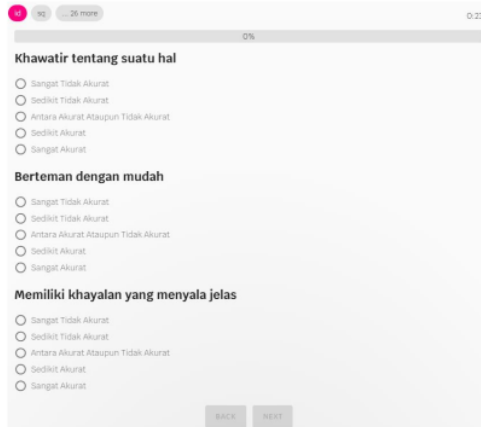 id sq ... 26 more
0:23
0%
Khawatir tentang suatu hal
Sangat Tidak Akurat
Sedikit Tidak Akurat
Antara Akurat Ataupun Tidak Akurat
Sedikit Akurat
Sangat Akurat
Berteman dengan mudah
Sangat Tidak Akurat
Sedikit Tidak Akurat
Antara Akurat Ataupun Tidak Akurat
Sedikit Akurat
Sangat Akurat
Memiliki khayalan yang menyala jelas
Sangat Tidak Akurat
Sedikit Tidak Akurat
Antara Akurat Ataupun Tidak Akurat
Sedikit Akurat
Sangat Akurat
BACK NEXT